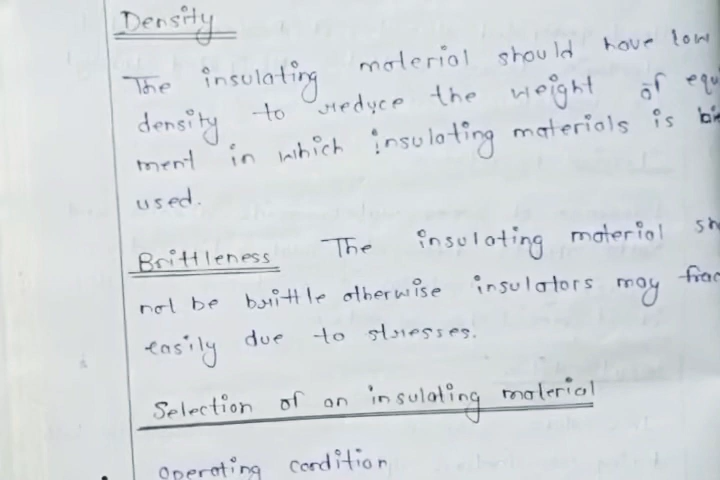 Density
The insulating material should have low
density to reduce the weight of equi
ment in which insulating materials is
used.
Brittleness The insulating material
not be brittle otherwise insulators may frac
easily due to stresses.
Selection of an insulating material
Operating condition